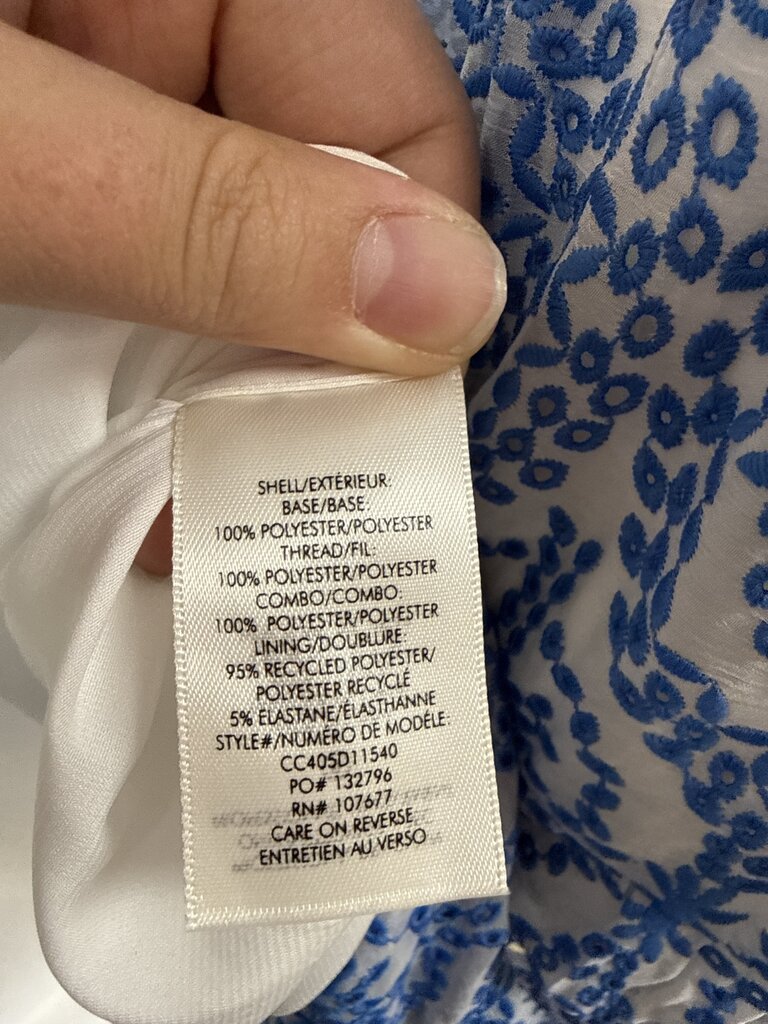 SHELL/EXTÉRIEUR:
BASE/BASE:
100% POLYESTER/POLYESTER
THREAD/FIL:
100% POLYESTER/POLYESTER
COMBO/COMBO:
100% POLYESTER/POLYESTER
LINING/DOUBLURE:
95% RECYCLED POLYESTER/
POLYESTER RECYCLÉ
5% ELASTANE/ÉLASTHANNE
STYLE#/NUMÉRO DE MODÈLE:
CC405D11540
PO# 132796
RN# 107677
CARE ON REVERSE
ENTRETIEN AU VERSO